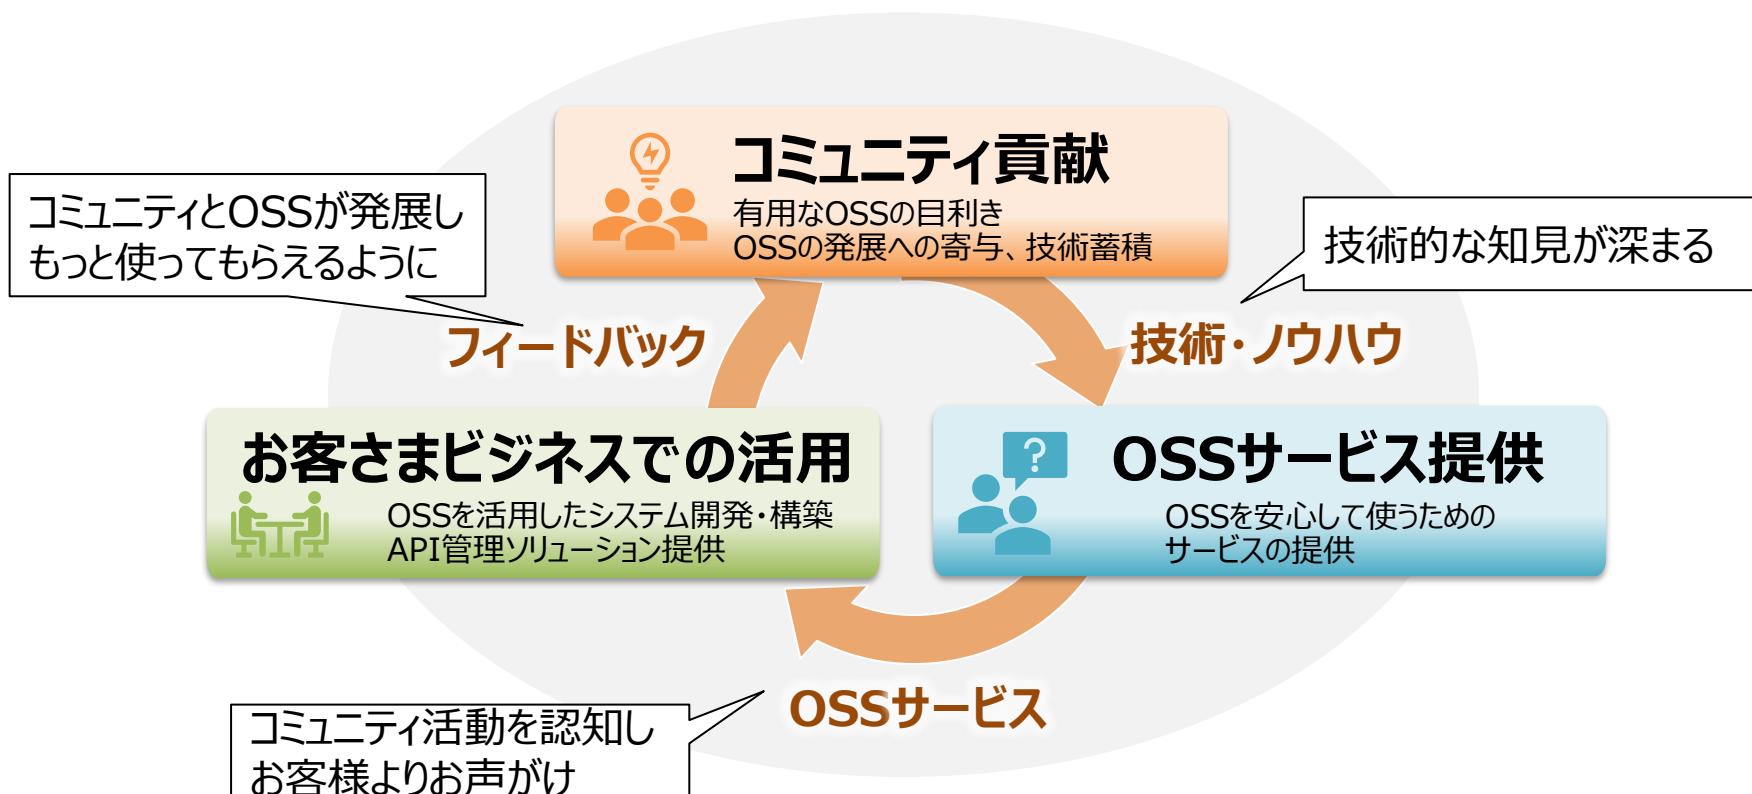 コミュニティ貢献
有用なOSSの目利き
OSSの発展への寄与、技術蓄積
コミュニティとOSSが発展し
もっと使ってもらえるように
技術的な知見が深まる
フィードバック
技術・ノウハウ
お客さまビジネスでの活用
OSSを活用したシステム開発・構築
API管理ソリューション提供
?
OSSサービス提供
OSSを安心して使うための
サービスの提供
OSSサービス
コミュニティ活動を認知し
お客様よりお声がけ